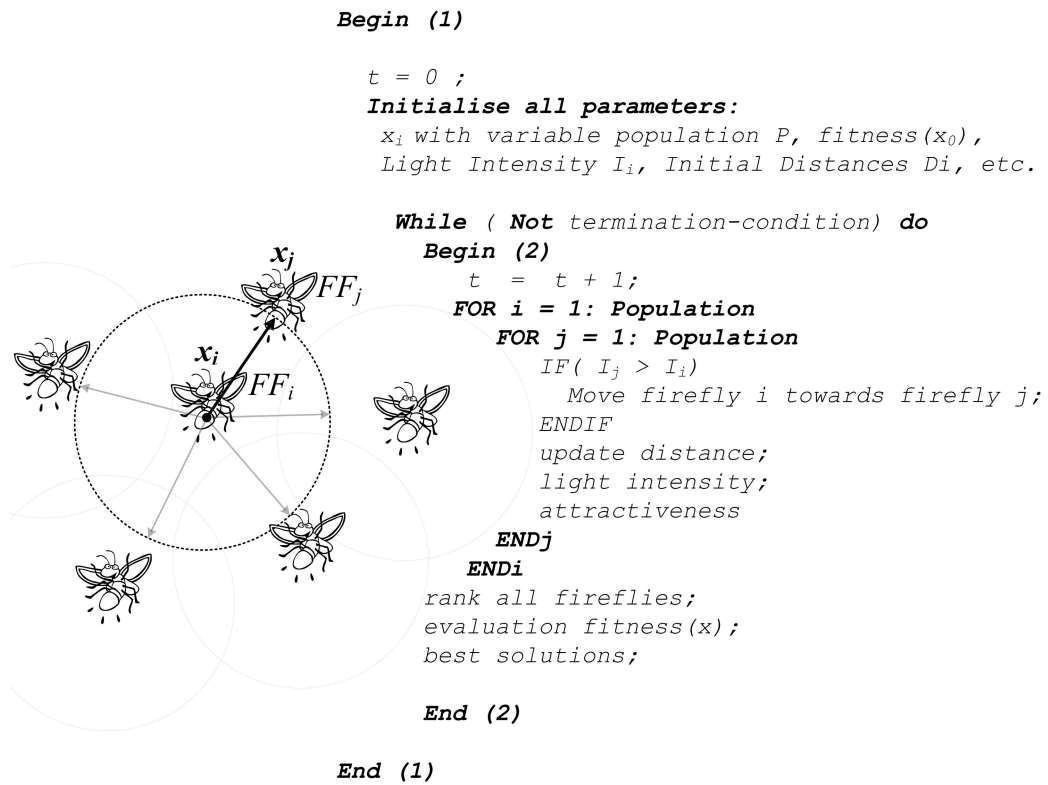 Begin (1)
t = 0 ;
Initialise all parameters:
xᵢ with variable population P, fitness(x₀),
Light Intensity Iᵢ, Initial Distances Di, etc.
While ( Not termination-condition) do
Begin (2)
t = t + 1;
FOR i = 1: Population
FOR j = 1: Population
IF( Iⱼ > Iᵢ)
Move firefly i towards firefly j;
ENDIF
update distance;
light intensity;
attractiveness
ENDj
ENDi
rank all fireflies;
evaluation fitness(x);
best solutions;
End (2)
End (1)
xⱼ
FFⱼ
xᵢ
FFᵢ